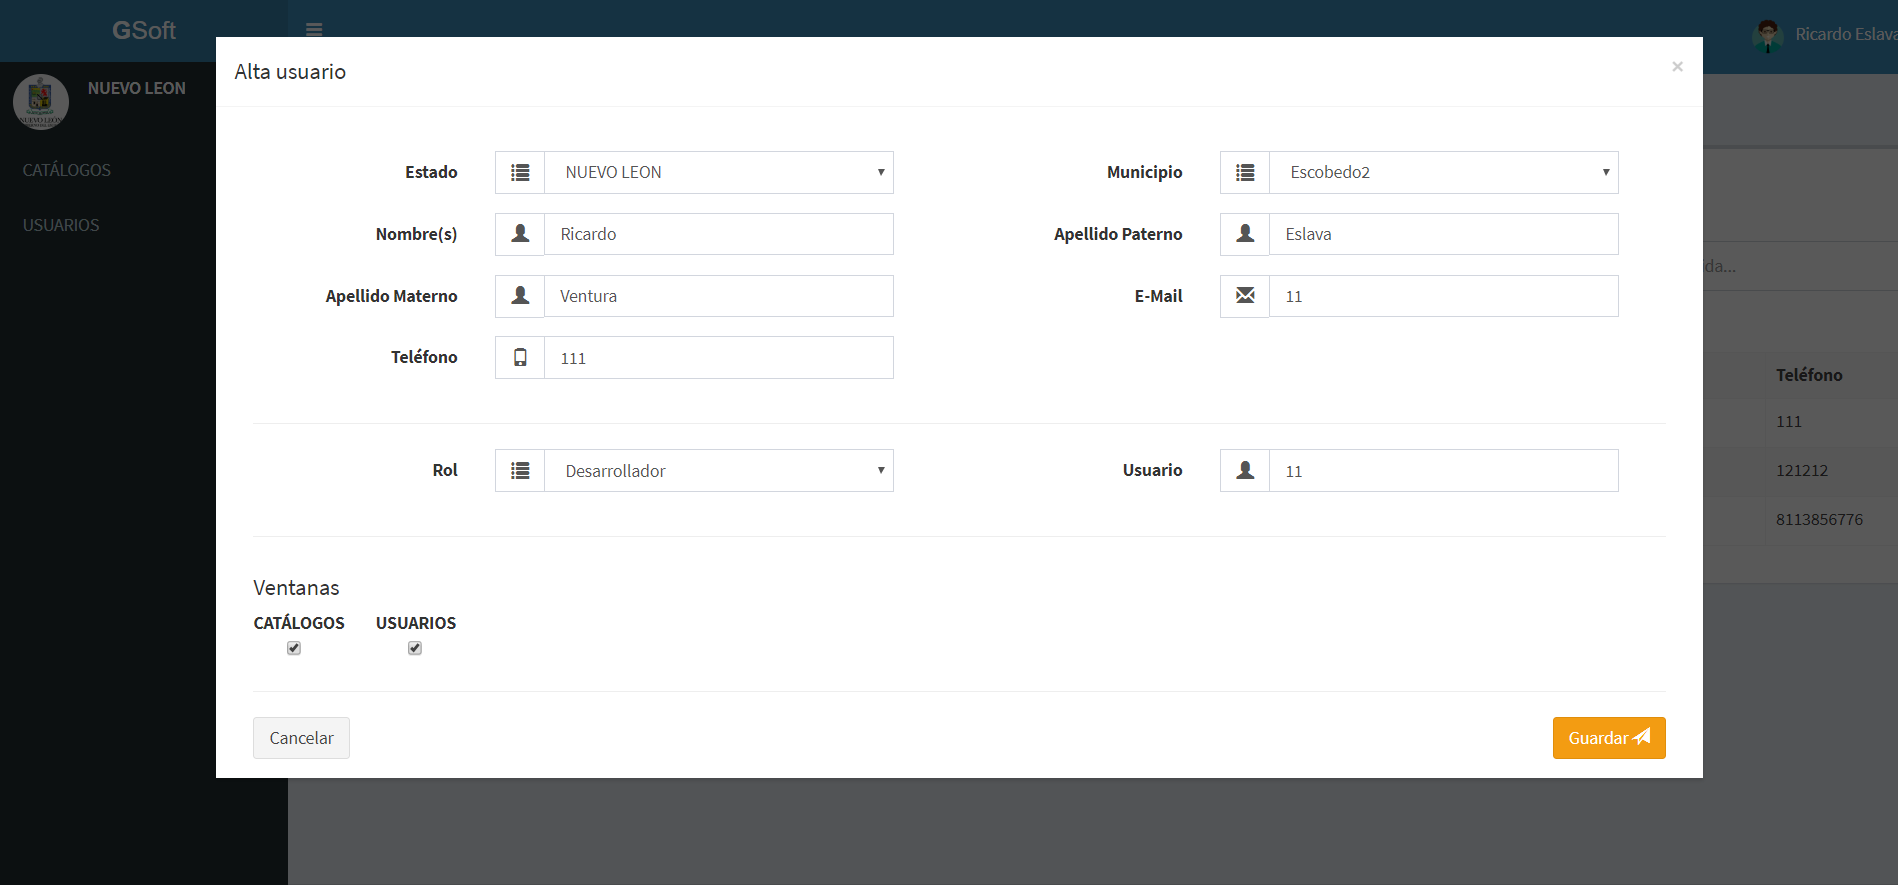 GSoft
Ricardo Eslava
NUEVO LEON
CATÁLOGOS
USUARIOS
Alta usuario
×
Estado
NUEVO LEON
Municipio
Escobedo2
Nombre(s)
Ricardo
Apellido Paterno
Eslava
Apellido Materno
Ventura
E-Mail
11
Teléfono
111
Rol
Desarrollador
Usuario
11
Ventanas
CATÁLOGOS USUARIOS
Cancelar
Guardar
da...
Teléfono
111
121212
8113856776